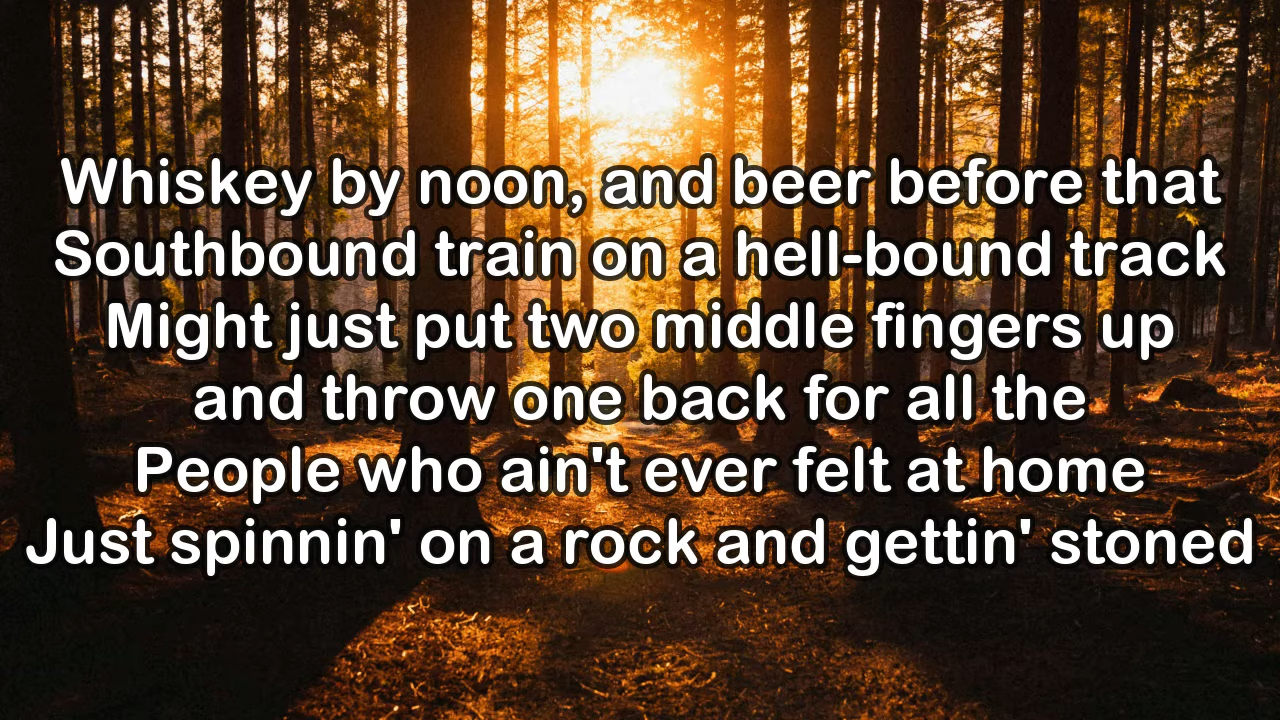 Whiskey by noon, and beer before that
Southbound train on a hell-bound track
Might just put two middle fingers up
and throw one back for all the
People who ain't ever felt at home
Just spinnin' on a rock and gettin' stoned